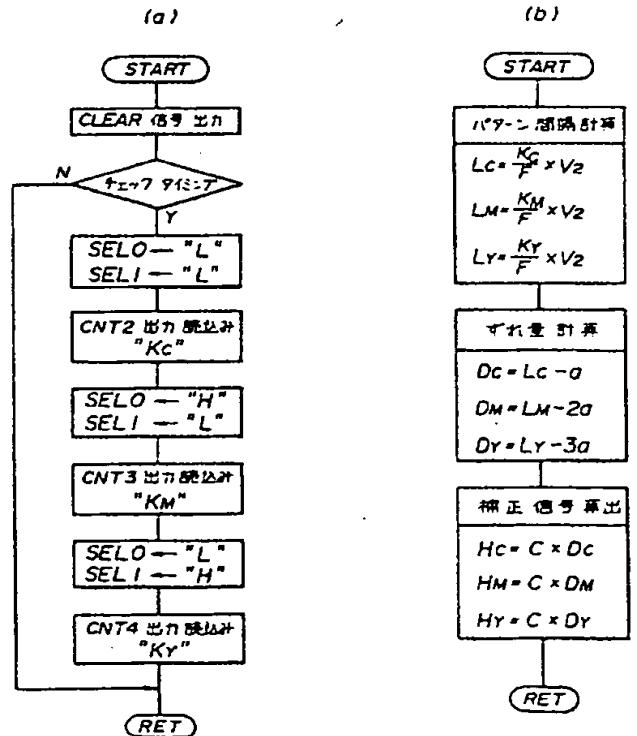 (a)
START
CLEAR 信号出力
チェックタイミング
N
Y
SEL0 ← "L"
SEL1 ← "L"
CNT2 出力読込み
"KC"
SEL0 ← "H"
SEL1 ← "L"
CNT3 出力読込み
"KM"
SEL0 ← "L"
SEL1 ← "H"
CNT4 出力読込み
"KY"
RET
(b)
START
パターン間隔計算
LC = KC/F × V2
LM = KM/F × V2
LY = KY/F × V2
ずれ量計算
DC = LC - a
DM = LM - 2a
DY = LY - 3a
補正信号算出
HC = C × DC
HM = C × DM
HY = C × DY
RET